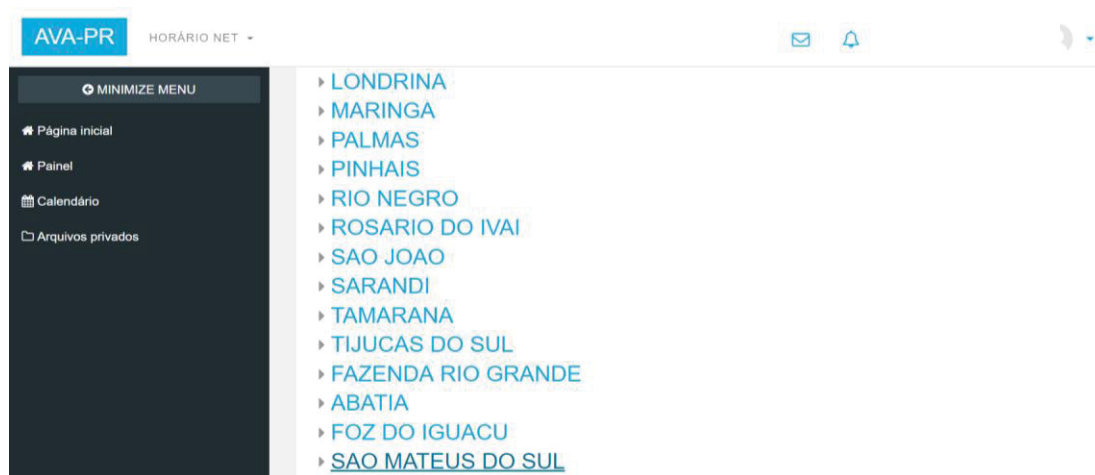 AVA-PR HORÁRIO NET
MINIMIZE MENU
Página inicial
Painel
Calendário
Arquivos privados
LONDRINA
MARINGA
PALMAS
PINHAIS
RIO NEGRO
ROSARIO DO IVAI
SAO JOAO
SARANDI
TAMARANA
TIJUCAS DO SUL
FAZENDA RIO GRANDE
ABATIA
FOZ DO IGUACU
SAO MATEUS DO SUL